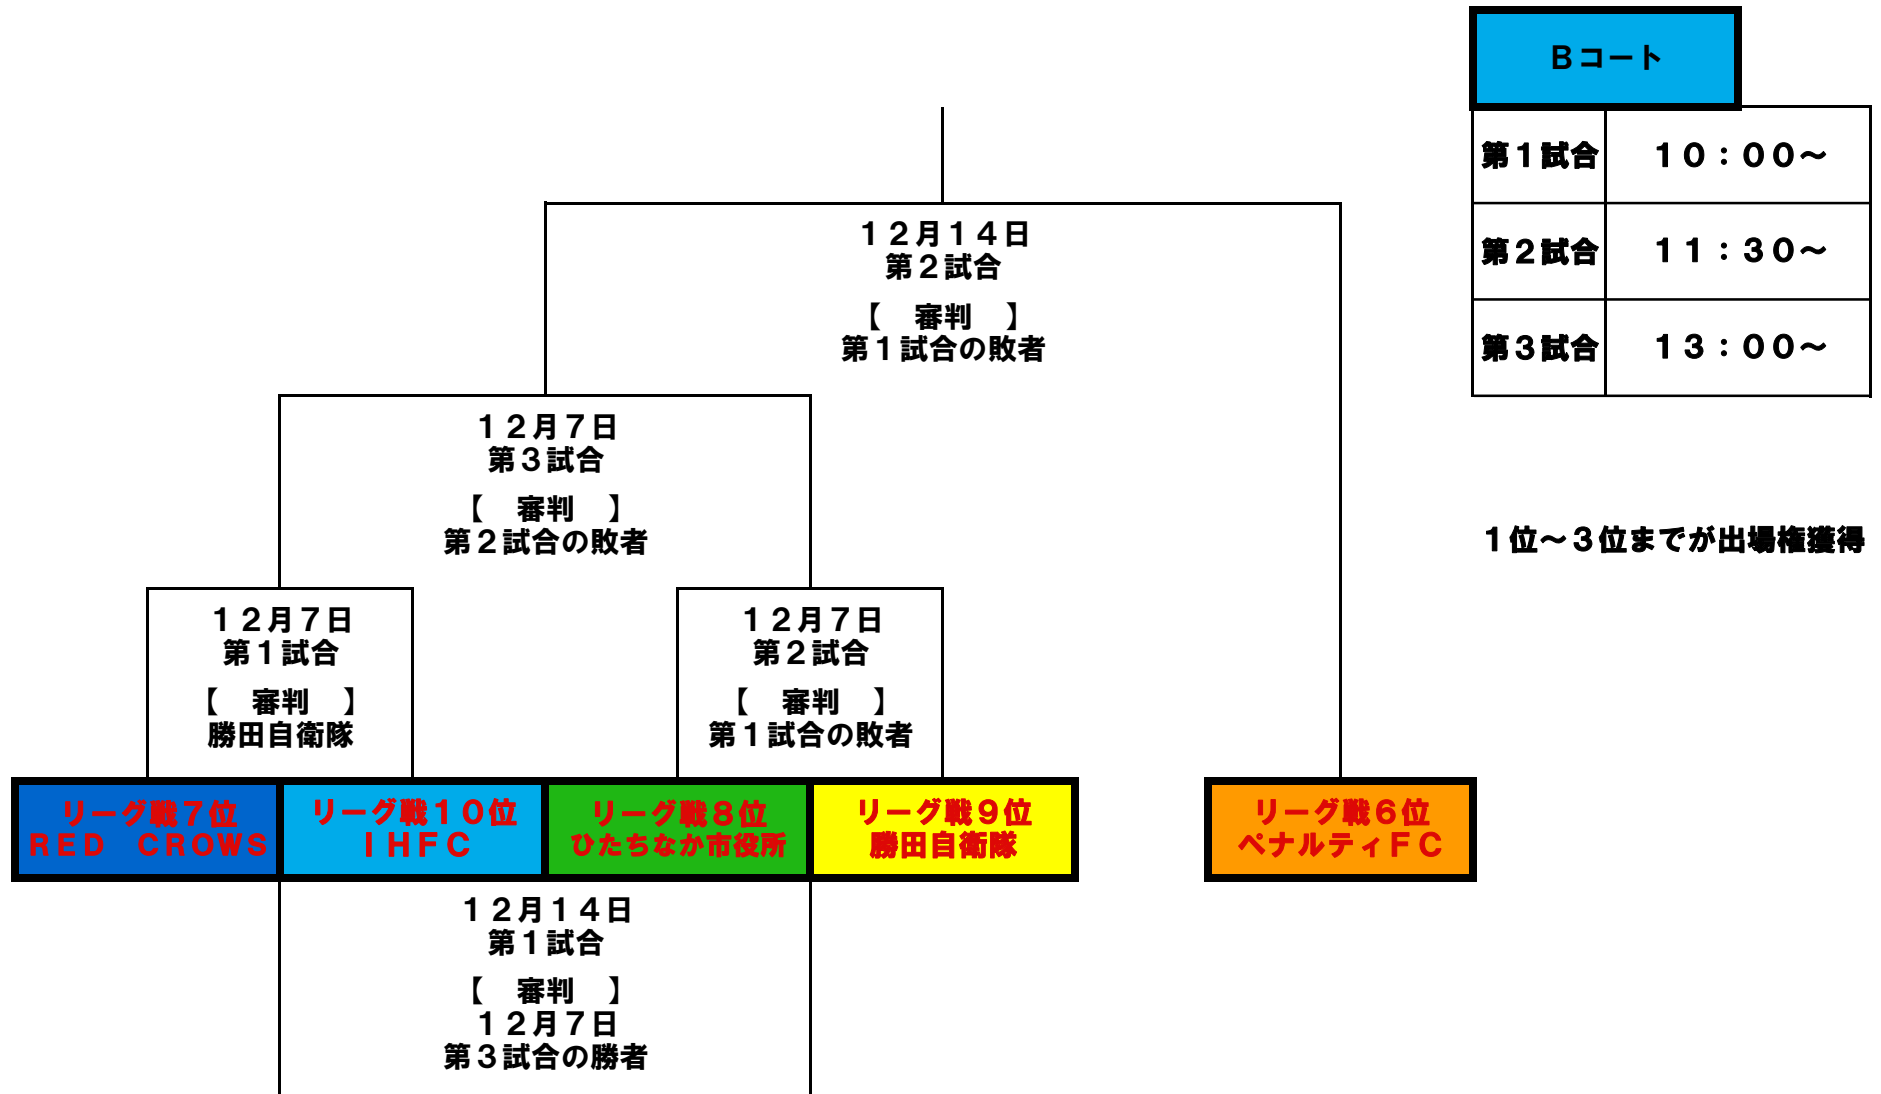 Ｂコート
第１試合 １０：００～
第２試合 １１：３０～
第３試合 １３：００～
１位～３位までが出場権獲得
１２月１４日
第２試合
【　審判　】
第１試合の敗者
１２月７日
第３試合
【　審判　】
第２試合の敗者
１２月７日
第１試合
【　審判　】
勝田自衛隊
１２月７日
第２試合
【　審判　】
第１試合の敗者
リーグ戦７位
ＲＥＤ　ＣＲＯＷＳ
リーグ戦１０位
ＩＨＦＣ
リーグ戦８位
ひたちなか市役所
リーグ戦９位
勝田自衛隊
リーグ戦６位
ペナルティＦＣ
１２月１４日
第１試合
【　審判　】
１２月７日
第３試合の勝者